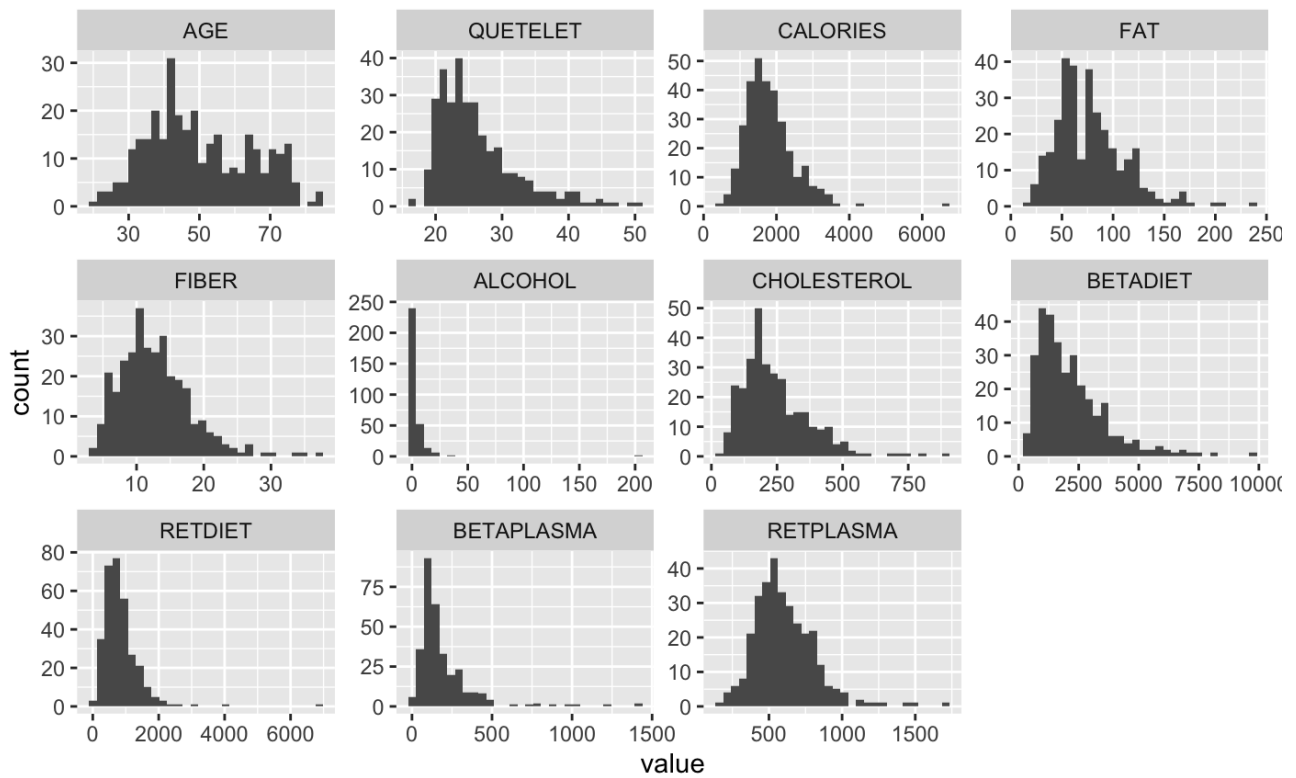 AGE QUETELET CALORIES FAT
30 20 10 0
40 30 20 10 0
50 40 30 20 10 0
40 30 20 10 0
30 50 70
20 30 40 50
0 2000 4000 6000
0 50 100 150 200 250
FIBER ALCOHOL CHOLESTEROL BETADIET
30 20 10 0
250 200 150 100 50 0
50 40 30 20 10 0
40 30 20 10 0
10 20 30
0 50 100 150 200
0 250 500 750
0 2500 5000 7500 1000
count
RETDIET BETAPLASMA RETPLASMA
80 60 40 20 0
75 50 25 0
40 30 20 10 0
0 2000 4000 6000
0 500 1000 1500
500 1000 1500
value